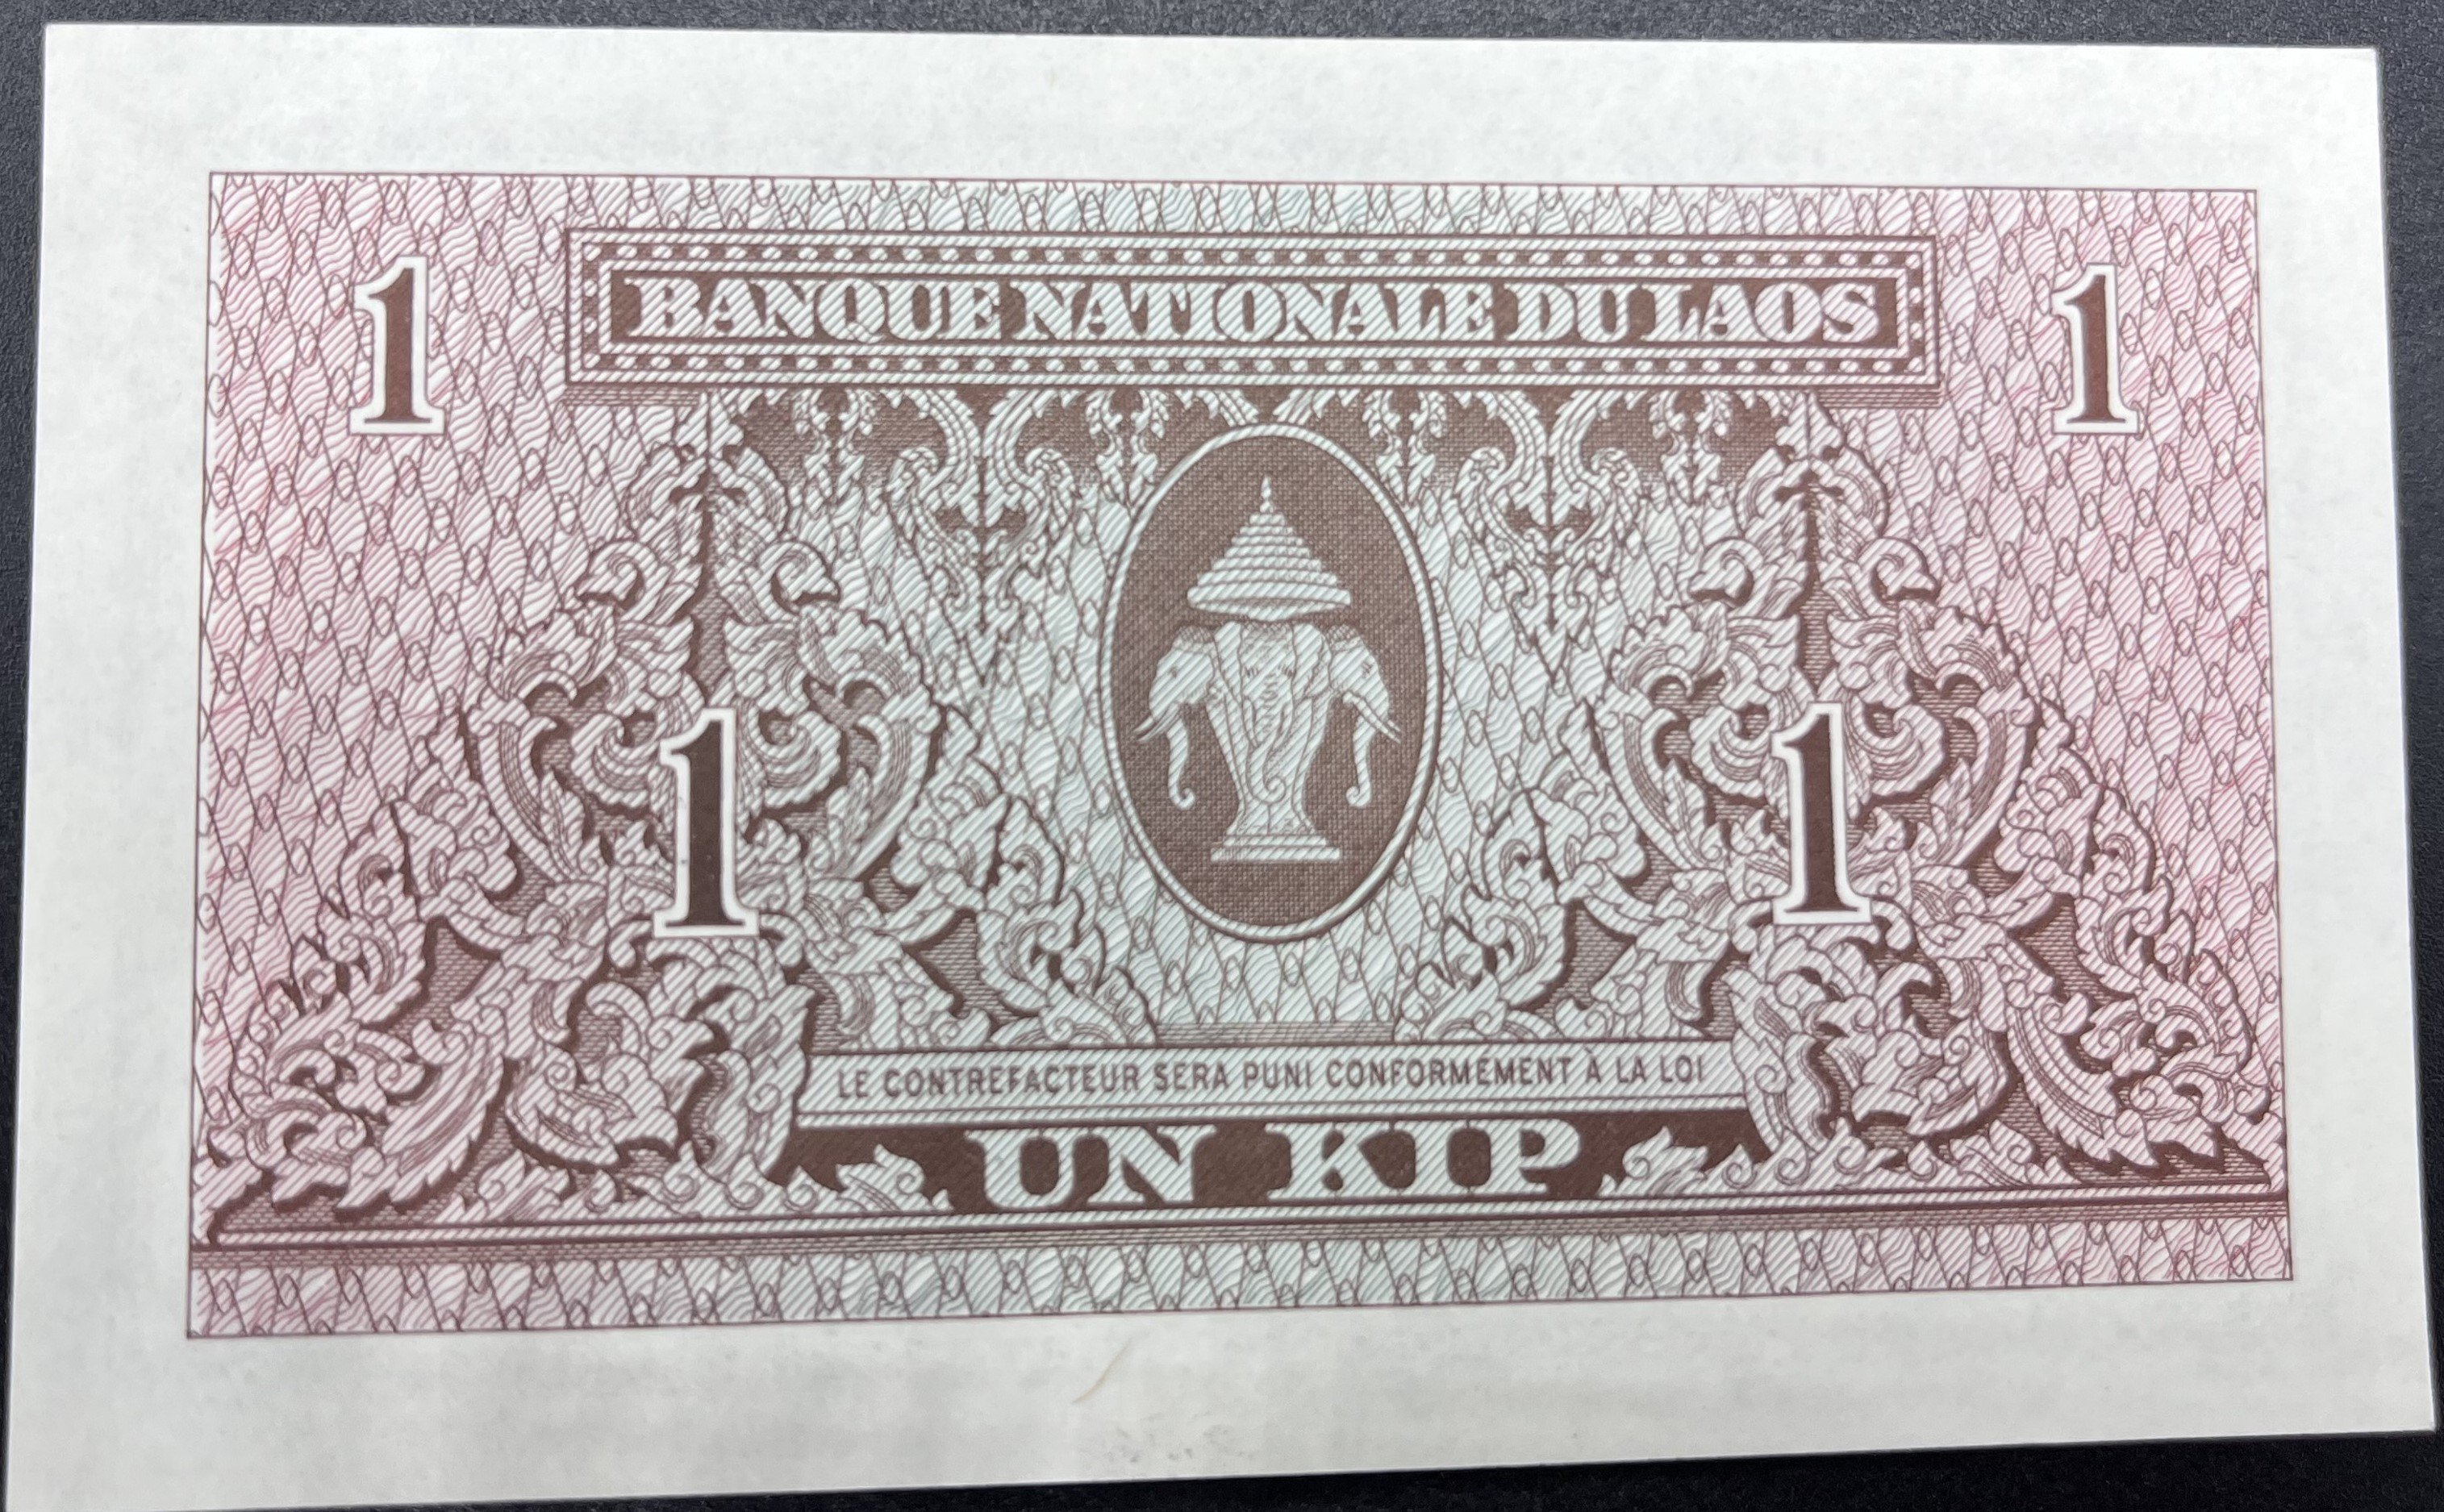 1 BANQUE NATIONALE DU LAOS 1
1 1
LE CONTREFACTEUR SERA PUNI CONFORMÉMENT À LA LOI
UN KIP